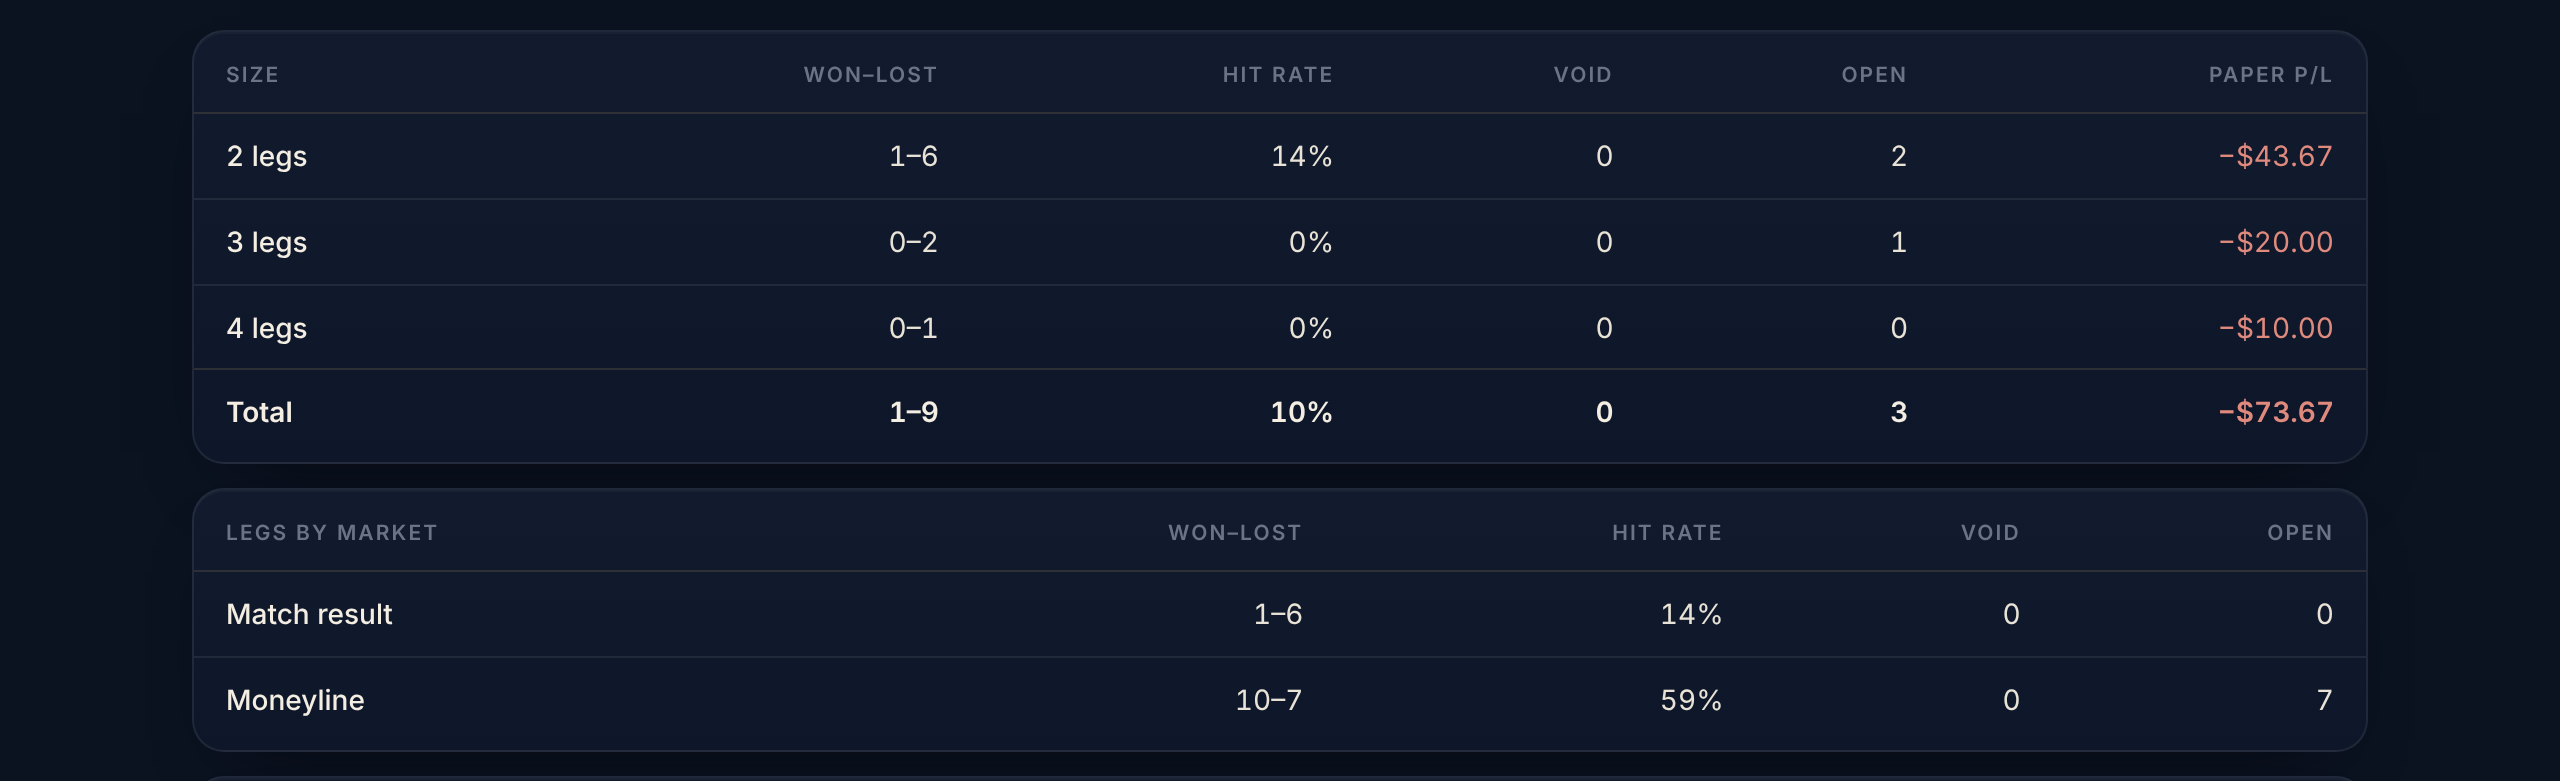 SIZE WON–LOST HIT RATE VOID OPEN PAPER P/L
2 legs 1–6 14% 0 2 −$43.67
3 legs 0–2 0% 0 1 −$20.00
4 legs 0–1 0% 0 0 −$10.00
Total 1–9 10% 0 3 −$73.67
LEGS BY MARKET WON–LOST HIT RATE VOID OPEN
Match result 1–6 14% 0 0
Moneyline 10–7 59% 0 7